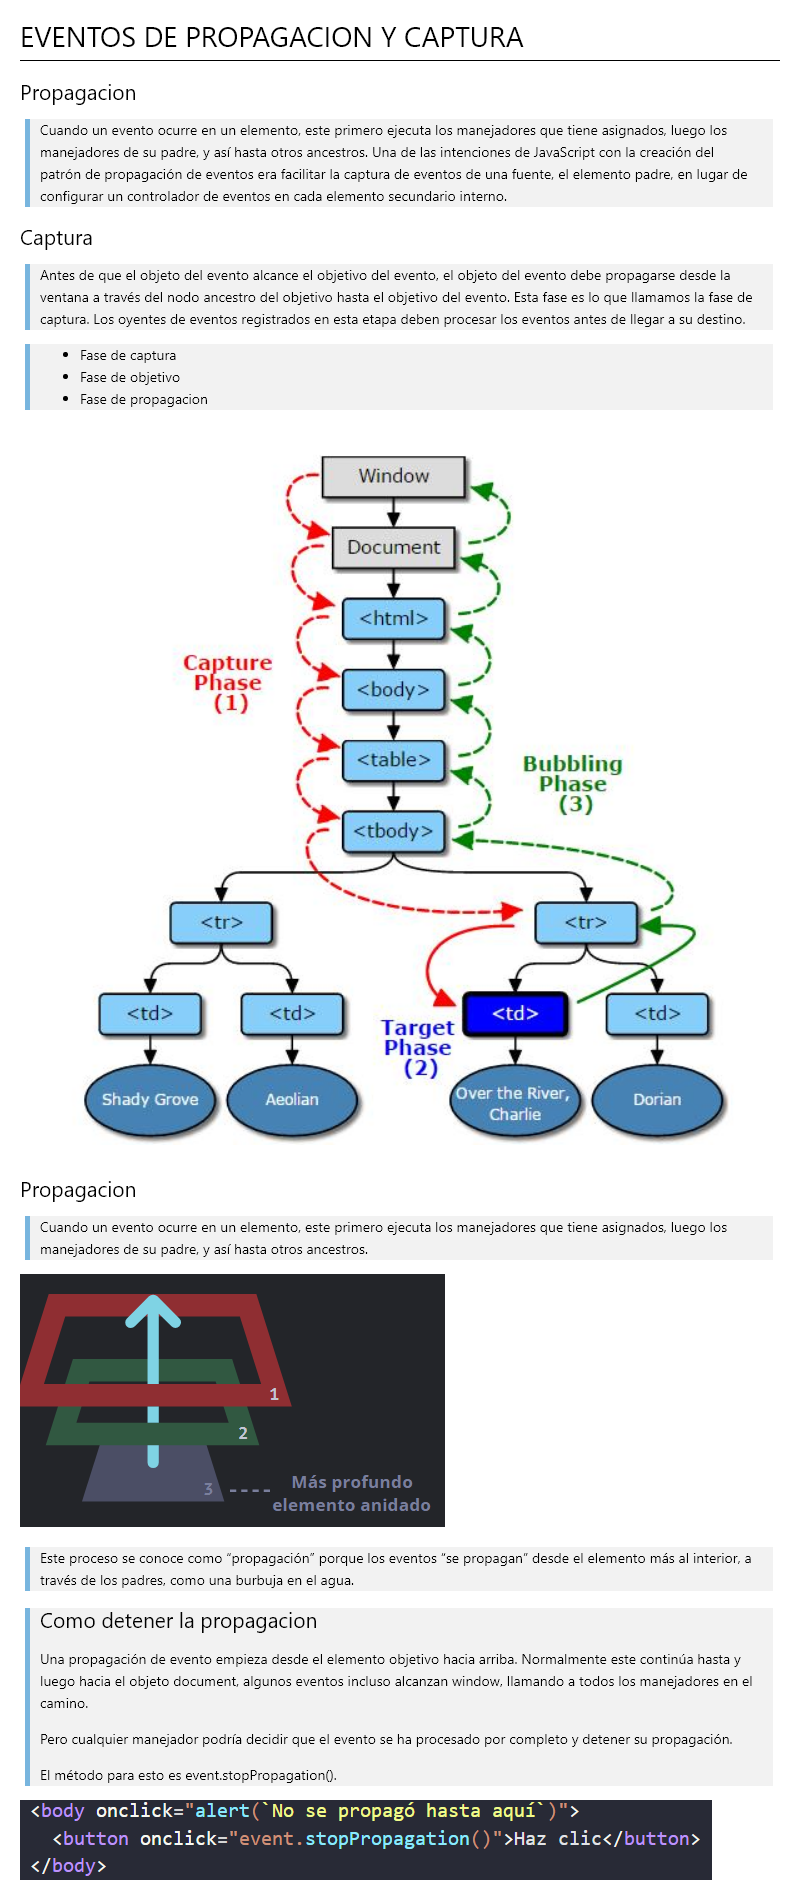 EVENTOS DE PROPAGACION Y CAPTURA
Propagacion
Cuando un evento ocurre en un elemento, este primero ejecuta los manejadores que tiene asignados, luego los
manejadores de su padre, y así hasta otros ancestros. Una de las intenciones de JavaScript con la creación del
patrón de propagación de eventos era facilitar la captura de eventos de una fuente, el elemento padre, en lugar de
configurar un controlador de eventos en cada elemento secundario interno.
Captura
Antes de que el objeto del evento alcance el objetivo del evento, el objeto del evento debe propagarse desde la
ventana a través del nodo ancestro del objetivo hasta el objetivo del evento. Esta fase es lo que llamamos la fase de
captura. Los oyentes de eventos registrados en esta etapa deben procesar los eventos antes de llegar a su destino.
• Fase de captura
• Fase de objetivo
• Fase de propagacion
Window
Document
<html>
Capture
Phase
(1)
<body>
<table>
Bubbling
Phase
(3)
<tbody>
<tr>
<tr>
<td>
<td>
Target
Phase
(2)
<td>
<td>
Shady Grove
Aeolian
Over the River,
Charlie
Dorian
Propagacion
Cuando un evento ocurre en un elemento, este primero ejecuta los manejadores que tiene asignados, luego los
manejadores de su padre, y así hasta otros ancestros.
1
2
3 ---- Más profundo
elemento anidado
Este proceso se conoce como “propagación” porque los eventos “se propagan” desde el elemento más al interior, a
través de los padres, como una burbuja en el agua.
Como detener la propagacion
Una propagación de evento empieza desde el elemento objetivo hacia arriba. Normalmente este continúa hasta y
luego hacia el objeto document, algunos eventos incluso alcanzan window, llamando a todos los manejadores en el
camino.
Pero cualquier manejador podría decidir que el evento se ha procesado por completo y detener su propagación.
El método para esto es event.stopPropagation().
<body onclick="alert(`No se propagó hasta aquí`)">
<button onclick="event.stopPropagation()">Haz clic</button>
</body>